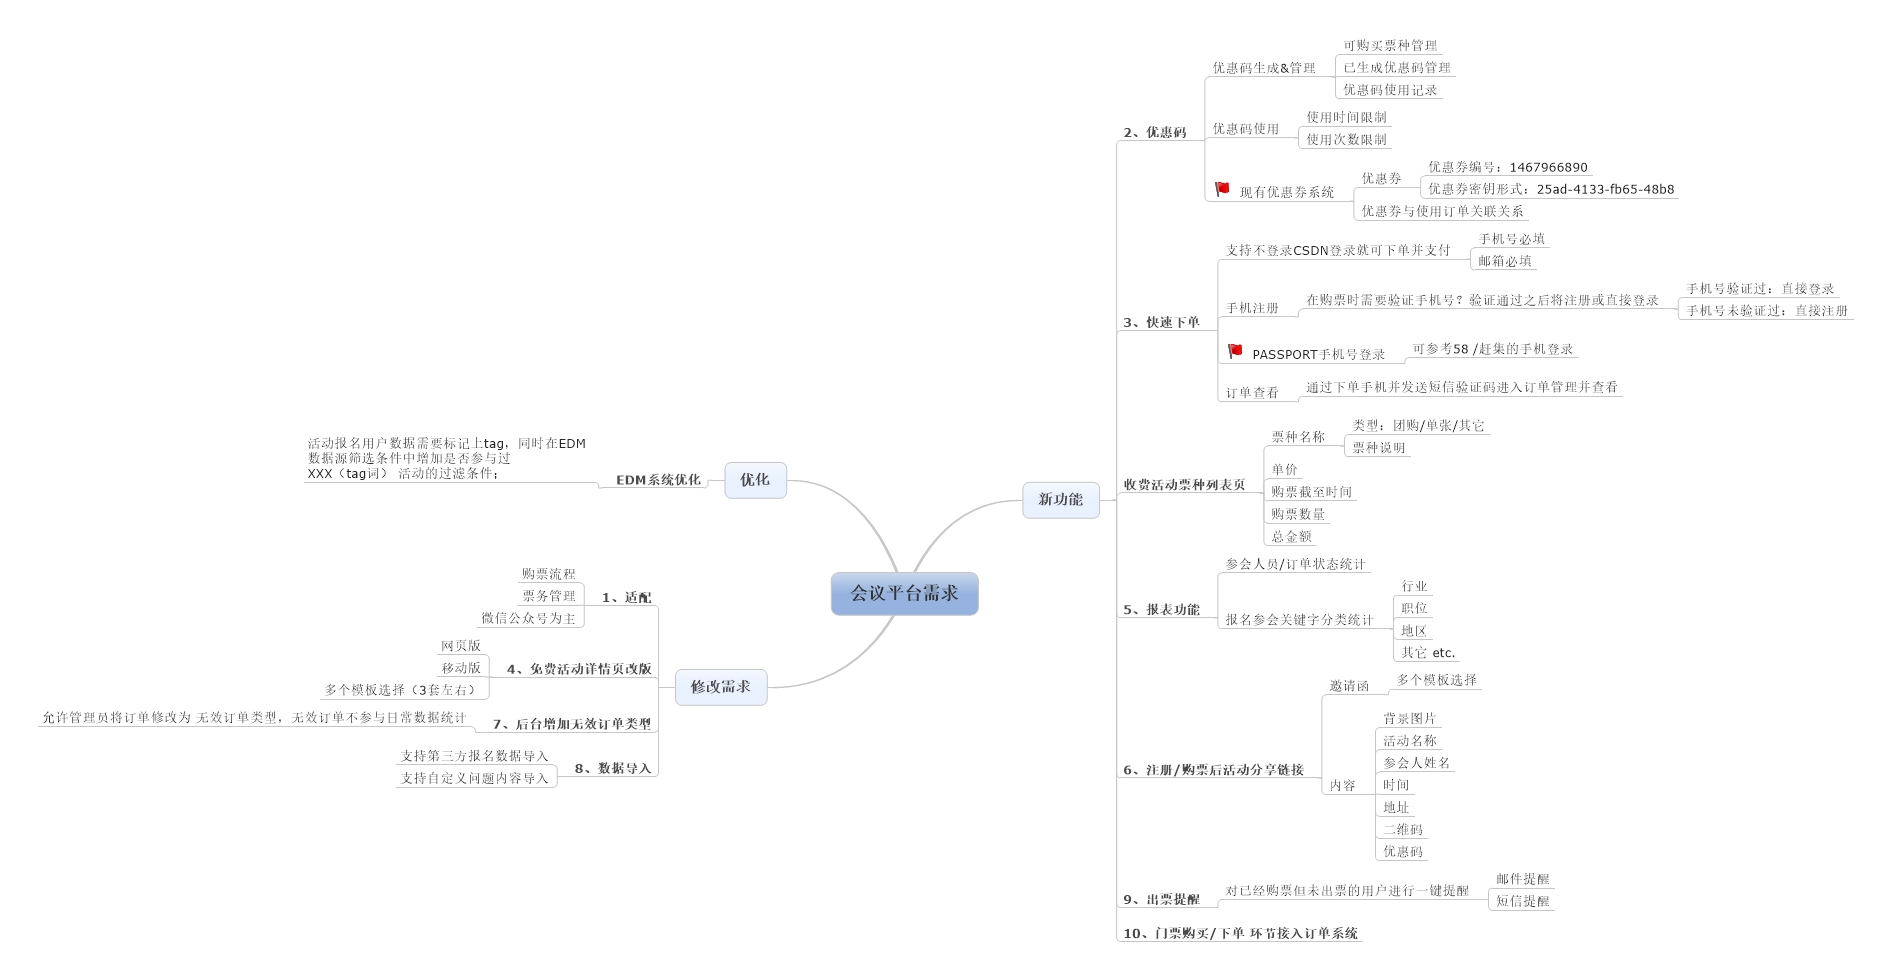 会议平台需求
新功能
2、优惠码
优惠码生成&管理
可购买票种管理
已生成优惠码管理
优惠码使用记录
优惠码使用
使用时间限制
使用次数限制
现有优惠券系统
优惠券
优惠券编号：1467966890
优惠券密钥形式：25ad-4133-fb65-48b8
优惠券与使用订单关联关系
3、快速下单
支持不登录CSDN登录就可下单并支付
手机号必填
邮箱必填
手机注册
在购票时需要验证手机号？验证通过之后将注册或直接登录
手机号验证过：直接登录
手机号未验证过：直接注册
PASSPORT手机号登录
可参考58 /赶集的手机登录
订单查看
通过下单手机并发送短信验证码进入订单管理并查看
收费活动票种列表页
票种名称
类型：团购/单张/其它
票种说明
单价
购票截至时间
购票数量
总金额
5、报表功能
参会人员/订单状态统计
报名参会关键字分类统计
行业
职位
地区
其它 etc.
6、注册/购票后活动分享链接
邀请函
多个模板选择
内容
背景图片
活动名称
参会人姓名
时间
地址
二维码
优惠码
9、出票提醒
对已经购票但未出票的用户进行一键提醒
邮件提醒
短信提醒
10、门票购买/下单 环节接入订单系统
优化
EDM系统优化
活动报名用户数据需要标记上tag，同时在EDM
数据源筛选条件中增加是否参与过
XXX（tag词） 活动的过滤条件；
修改需求
1、适配
购票流程
票务管理
微信公众号为主
4、免费活动详情页改版
网页版
移动版
多个模板选择（3套左右）
7、后台增加无效订单类型
允许管理员将订单修改为 无效订单类型，无效订单不参与日常数据统计
8、数据导入
支持第三方报名数据导入
支持自定义问题内容导入